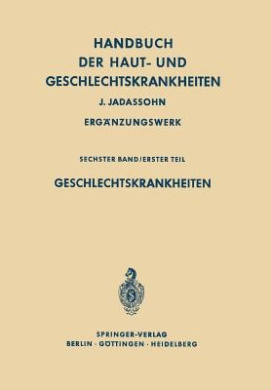 HANDBUCH
DER HAUT- UND
GESCHLECHTSKRANKHEITEN
J. JADASSOHN
ERGÄNZUNGSWERK
SECHSTER BAND/ERSTER TEIL
GESCHLECHTSKRANKHEITEN
SPRINGER-VERLAG
BERLIN · GÖTTINGEN · HEIDELBERG